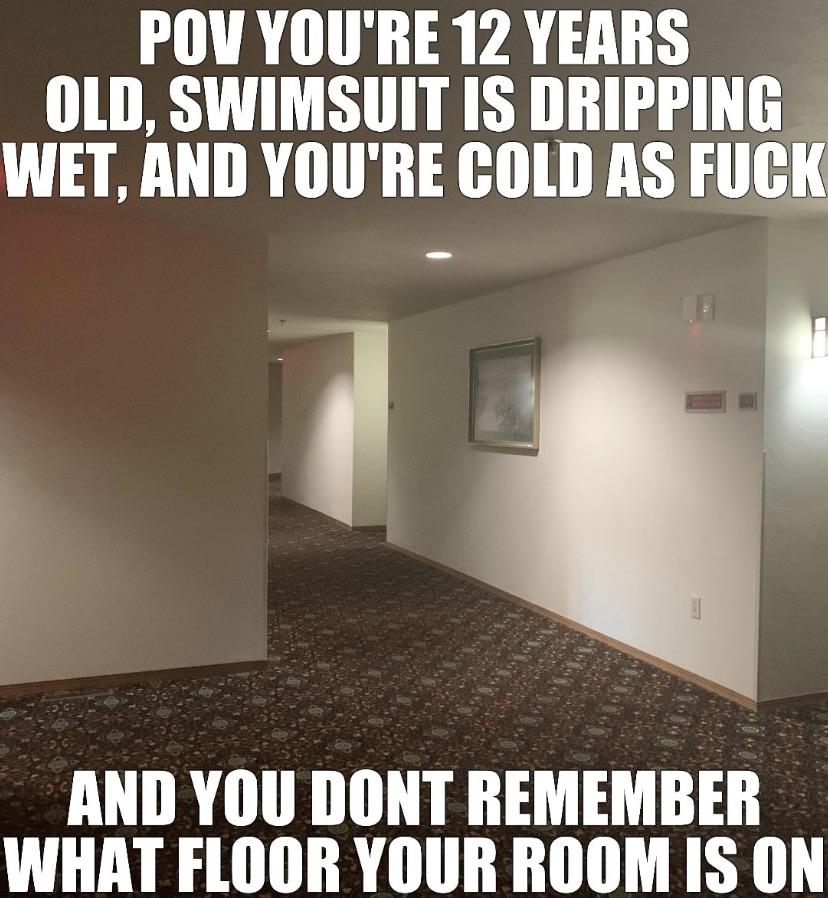 POV YOU'RE 12 YEARS
OLD, SWIMSUIT IS DRIPPING
WET, AND YOU'RE COLD AS FUCK
AND YOU DONT REMEMBER
WHAT FLOOR YOUR ROOM IS ON